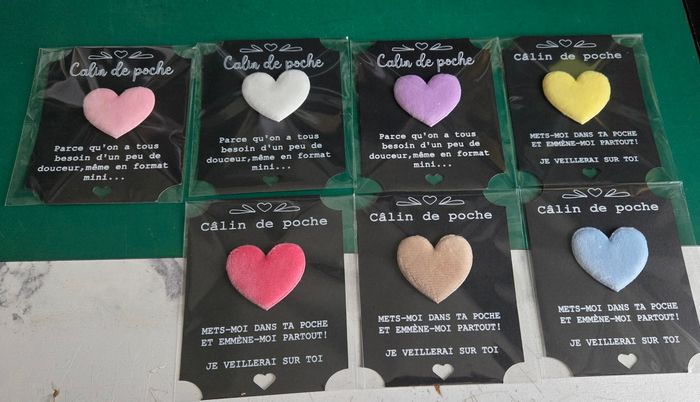 Calin de poche
Parce qu'on a tous
besoin d'un peu de
douceur,même en format
mini...
Calin de poche
Parce qu'on a tous
besoin d'un peu de
douceur,même en format
mini...
Calin de poche
Parce qu'on a tous
besoin d'un peu de
douceur,même en format
mini...
Câlin de poche
METS-MOI DANS TA POCHE
ET EMMÈNE-MOI PARTOUT!
JE VEILLERAI SUR TOI
Câlin de poche
METS-MOI DANS TA POCHE
ET EMMÈNE-MOI PARTOUT!
JE VEILLERAI SUR TOI
Câlin de poche
METS-MOI DANS TA POCHE
ET EMMÈNE-MOI PARTOUT!
JE VEILLERAI SUR TOI
Câlin de poche
METS-MOI DANS TA POCHE
ET EMMÈNE-MOI PARTOUT!
JE VEILLERAI SUR TOI